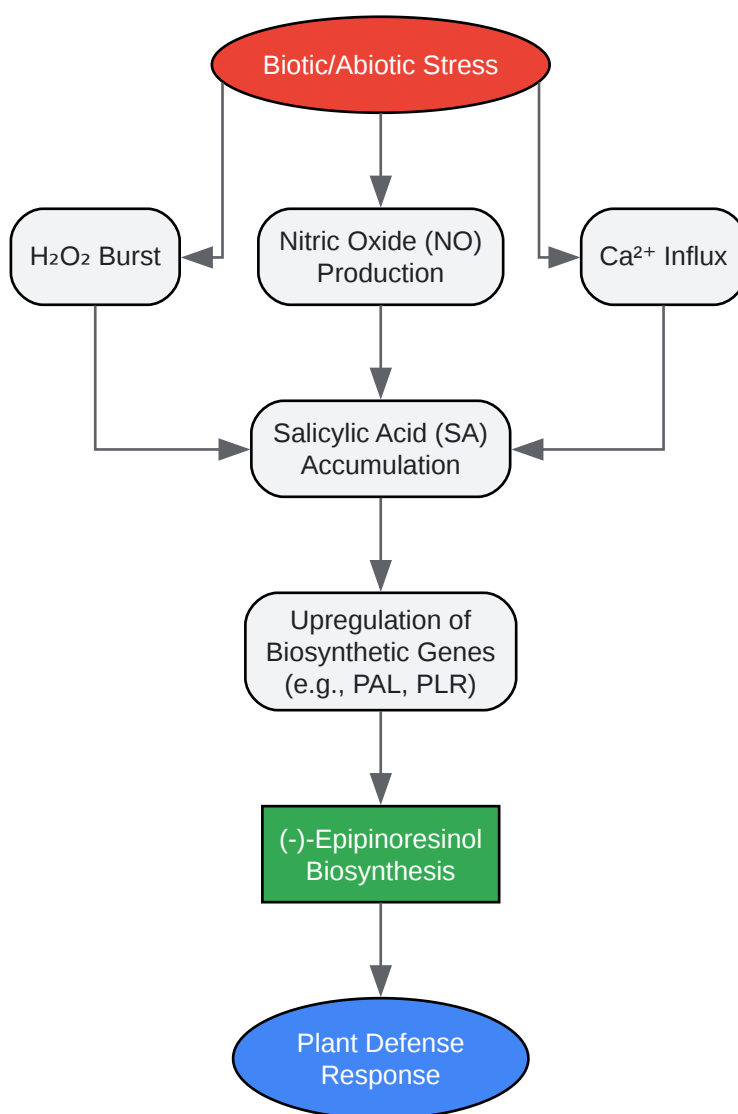 Biotic/Abiotic Stress
H₂O₂ Burst
Nitric Oxide (NO)
Production
Ca²⁺ Influx
Salicylic Acid (SA)
Accumulation
Upregulation of
Biosynthetic Genes
(e.g., PAL, PLR)
(-)-Epipinoresinol
Biosynthesis
Plant Defense
Response